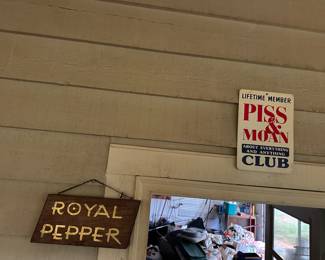 LIFETIME MEMBER
PISS
&
MOAN
ABOUT EVERYTHING
AND ANYTHING
CLUB
ROYAL
PEPPER